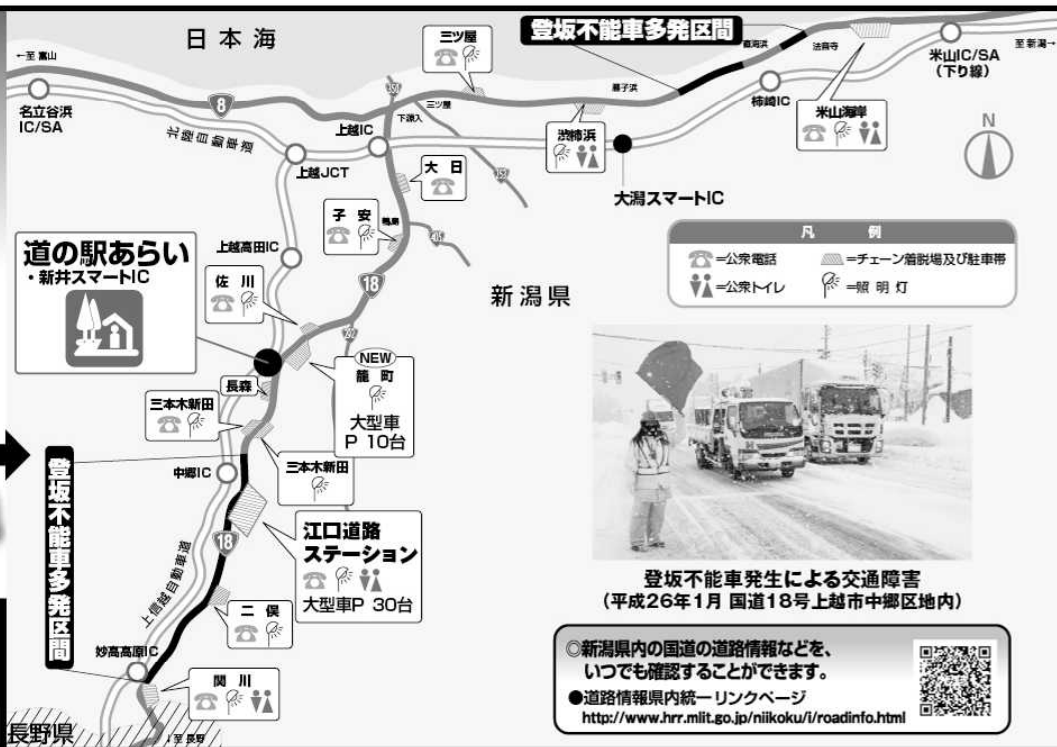 日本海
登坂不能車多発区間
←至 富山
至 新潟→
三ツ屋
三ツ屋
下源入
350
8
名立谷浜
IC/SA
北陸自動車道
上越IC
上越JCT
渋柿浜
直海浜
法音寺
柿崎IC
米山IC/SA
(下り線)
米山海岸
N
大潟スマートIC
大日
子安
鴨島
405
上越高田IC
佐川
18
292
新潟県
道の駅あらい
・新井スマートIC
NEW
籠町
大型車
P 10台
長森
三本木新田
三本木新田
中郷IC
登坂不能車多発区間
18
江口道路
ステーション
大型車P 30台
上信越自動車道
二俣
妙高高原IC
関川
長野県
↓至 長野
凡例
=公衆電話
=チェーン着脱場及び駐車帯
=公衆トイレ
=照明灯
登坂不能車発生による交通障害
(平成26年1月 国道18号上越市中郷区地内)
◎新潟県内の国道の道路情報などを、
いつでも確認することができます。
●道路情報県内統一リンクページ
http://www.hrr.mlit.go.jp/niikoku/i/roadinfo.html